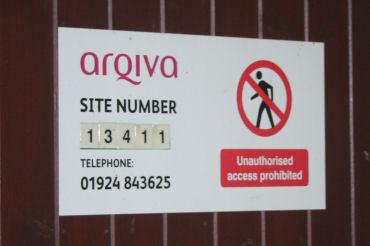 arqiva
SITE NUMBER
13411
TELEPHONE:
01924 843625
Unauthorised
access prohibited